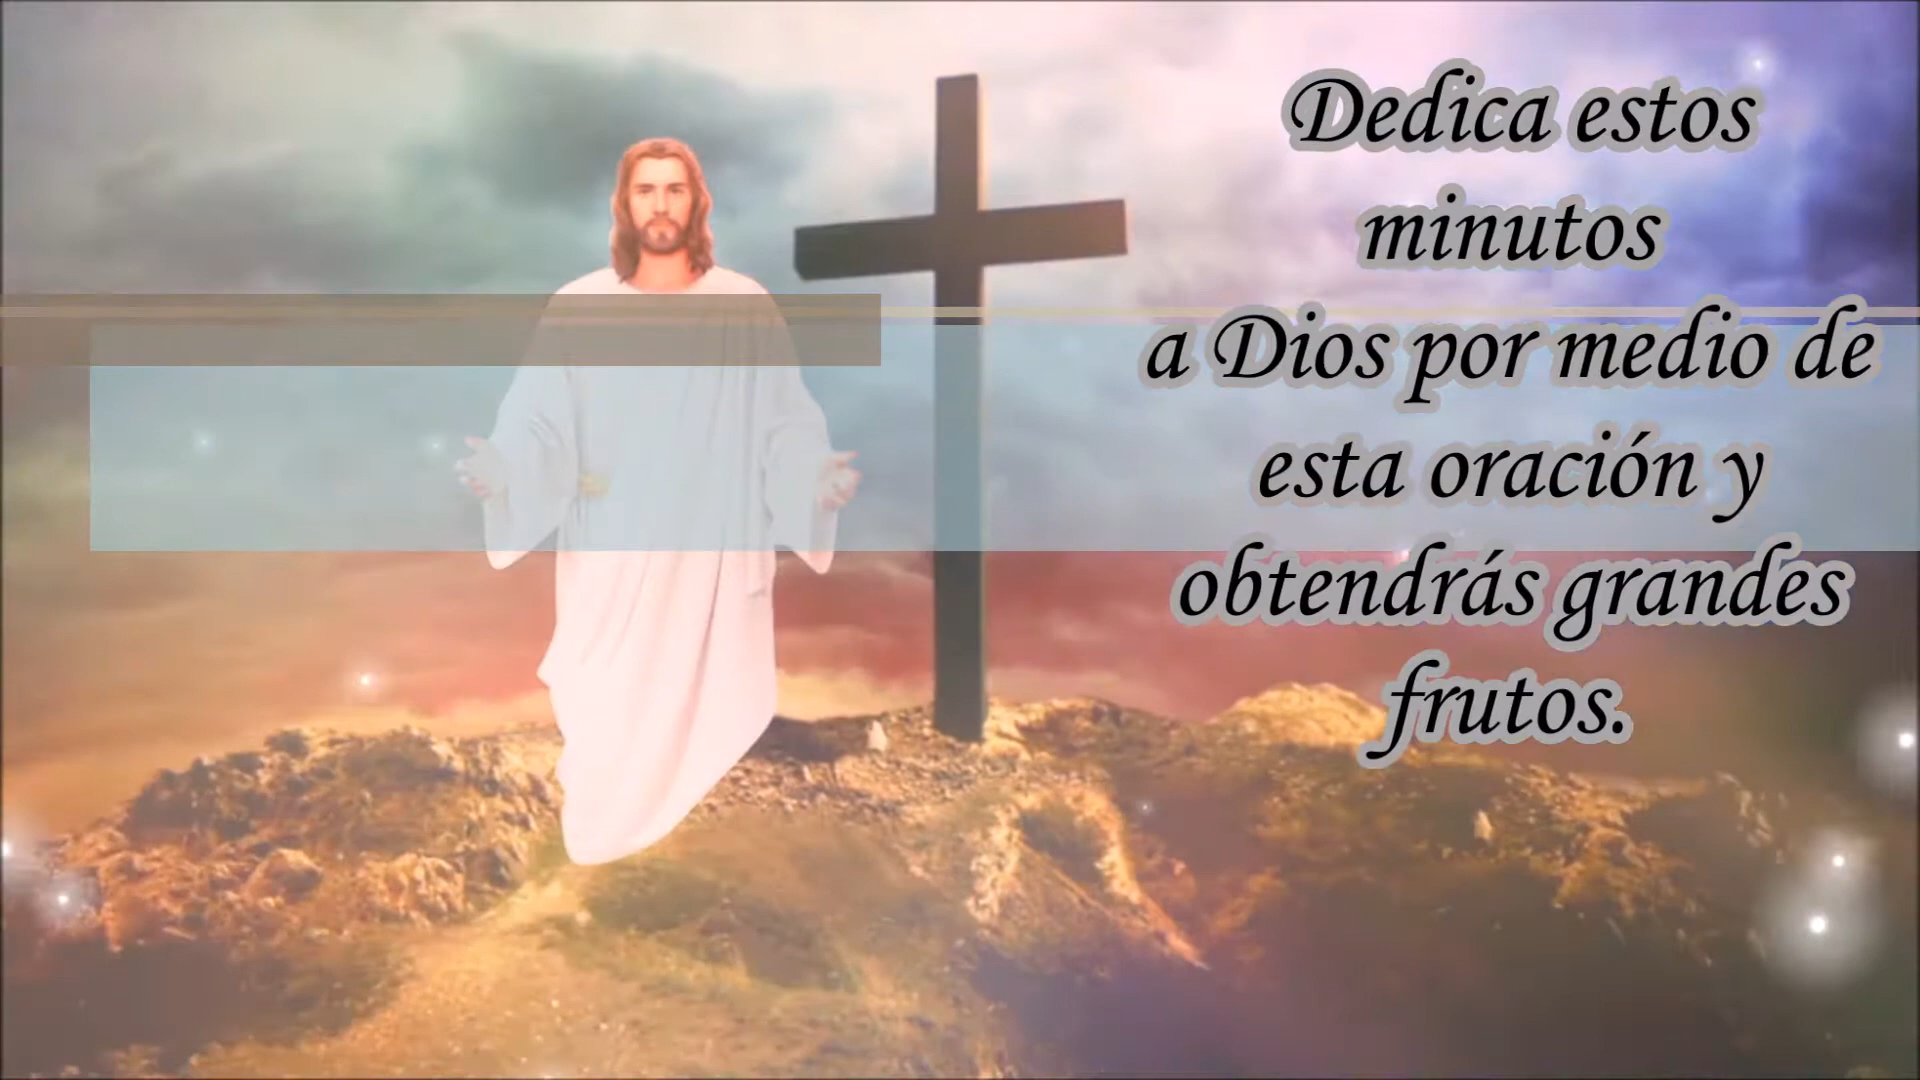 Dedica estos
minutos
a Dios por medio de
esta oración y
obtendrás grandes
frutos.